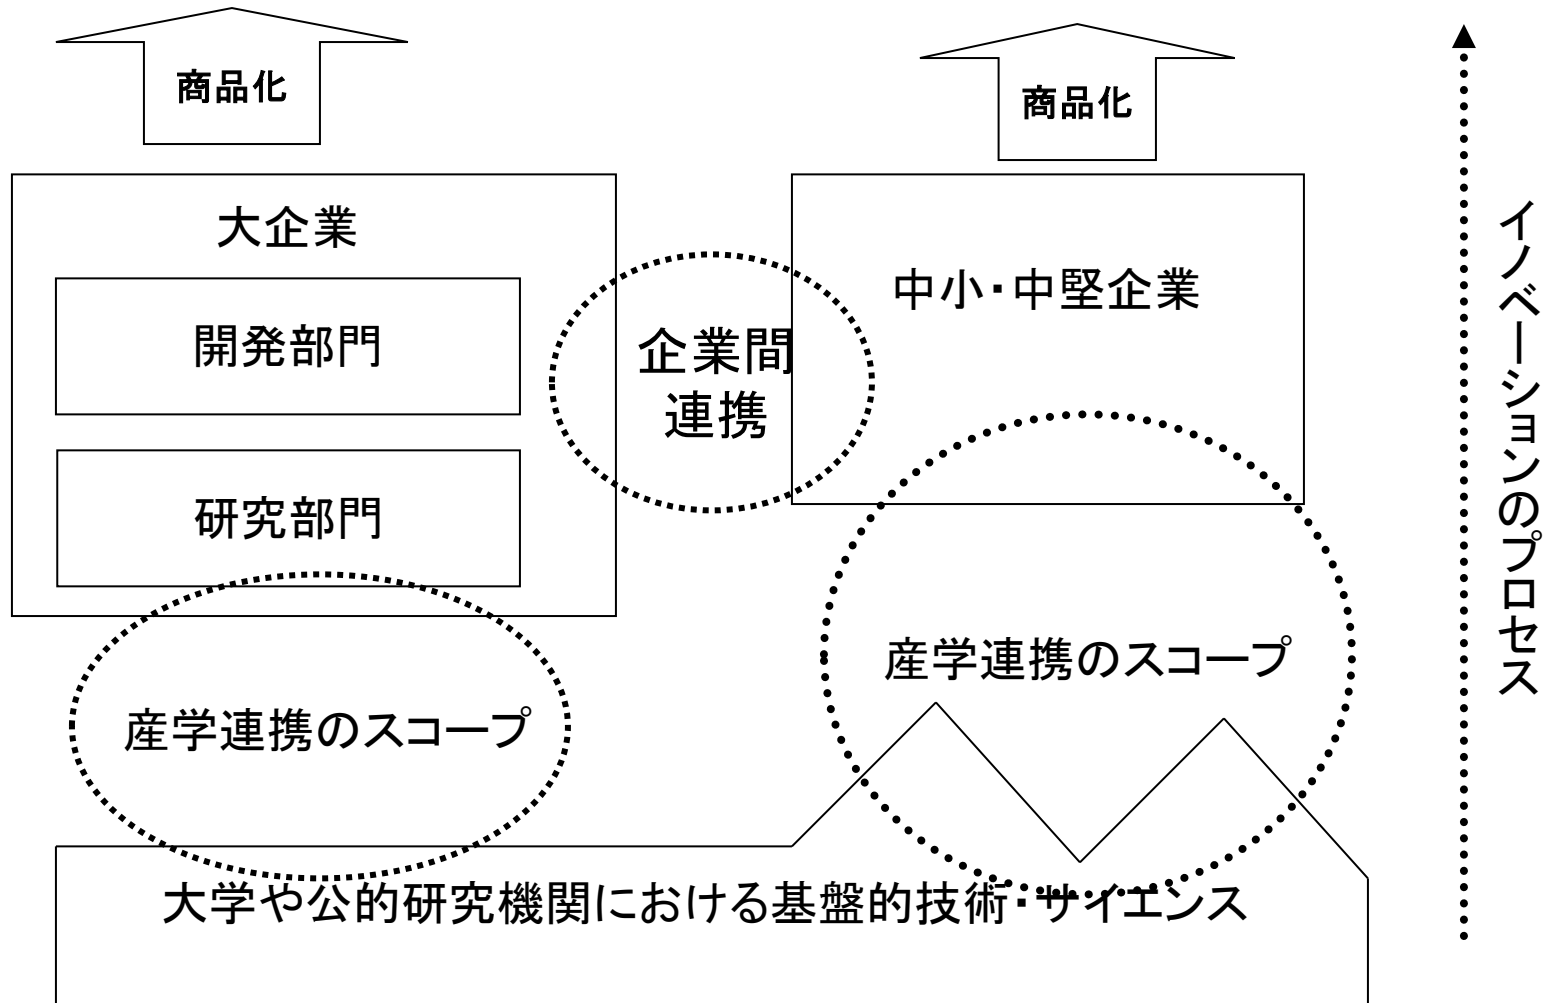 商品化
商品化
大企業
開発部門
研究部門
企業間
連携
中小・中堅企業
産学連携のスコープ
産学連携のスコープ
大学や公的研究機関における基盤的技術・サイエンス
イノベーションのプロセス